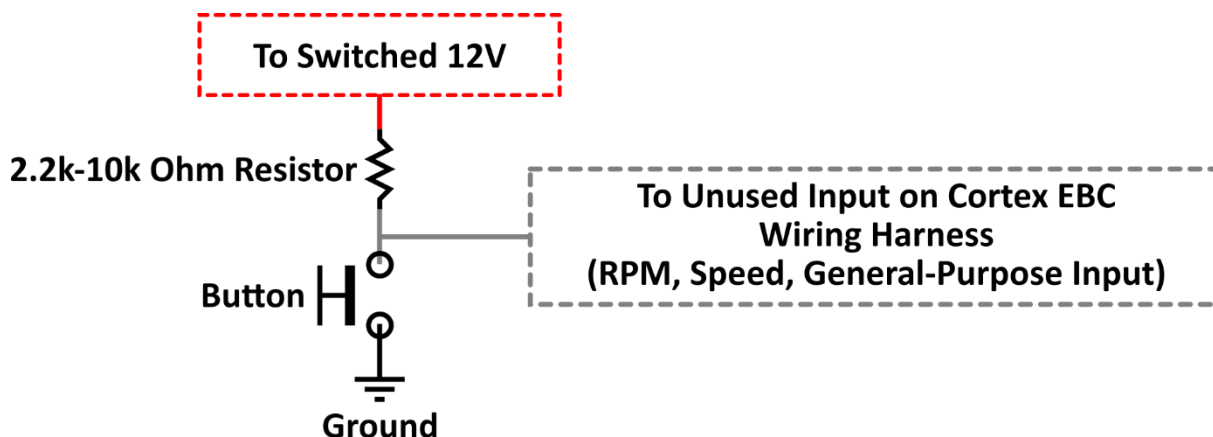 To Switched 12V
2.2k-10k Ohm Resistor
To Unused Input on Cortex EBC
Wiring Harness
(RPM, Speed, General-Purpose Input)
Button
Ground